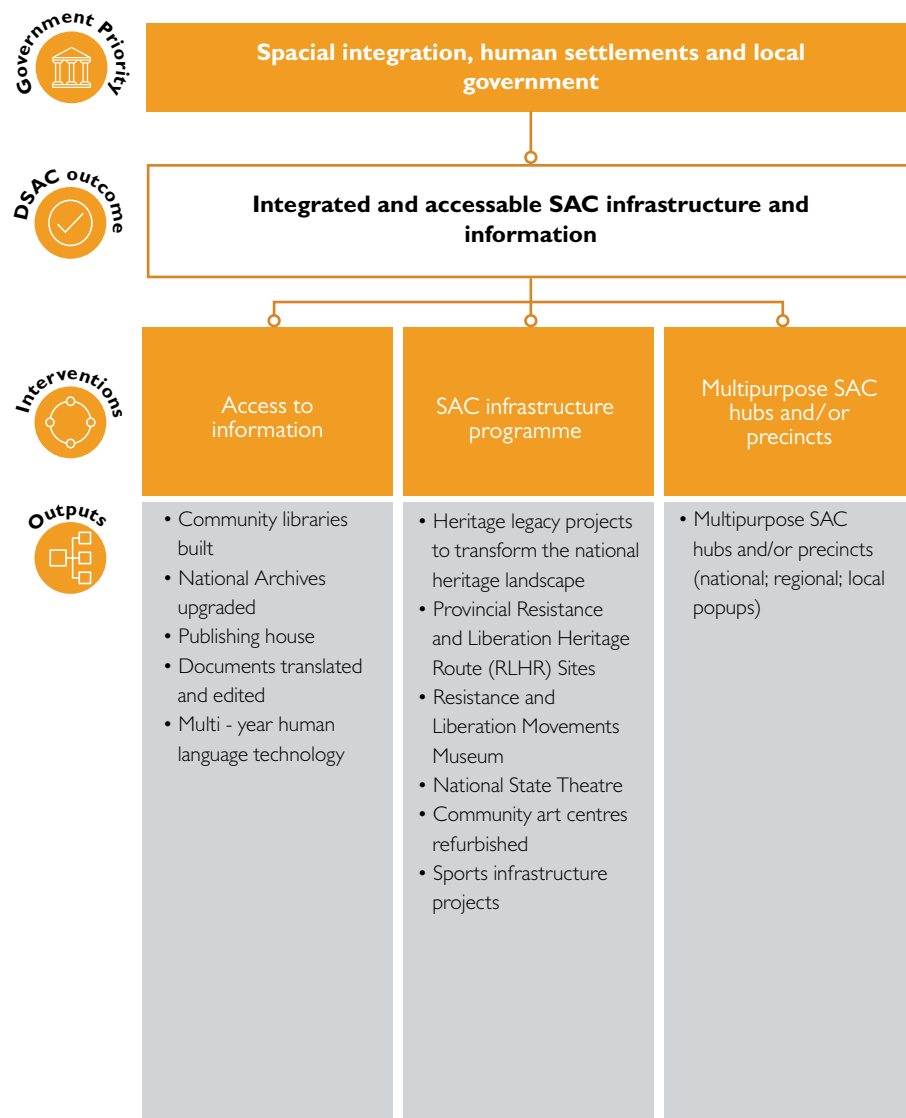 Government Priority
Spacial integration, human settlements and local
government
DSAC outcome
Integrated and accessable SAC infrastructure and
information
Interventions
Access to
information
SAC infrastructure
programme
Multipurpose SAC
hubs and/or
precincts
Outputs
• Community libraries
built
• National Archives
upgraded
• Publishing house
• Documents translated
and edited
• Multi - year human
language technology
• Heritage legacy projects
to transform the national
heritage landscape
• Provincial Resistance
and Liberation Heritage
Route (RLHR) Sites
• Resistance and
Liberation Movements
Museum
• National State Theatre
• Community art centres
refurbished
• Sports infrastructure
projects
• Multipurpose SAC
hubs and/or precincts
(national; regional; local
popups)